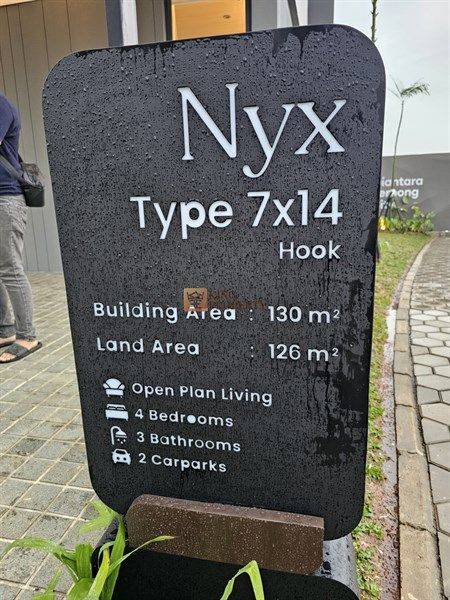 Nyx
Type 7x14
Hook
Building Area : 130 m²
Land Area : 126 m²
Open Plan Living
4 Bedrooms
3 Bathrooms
2 Carparks